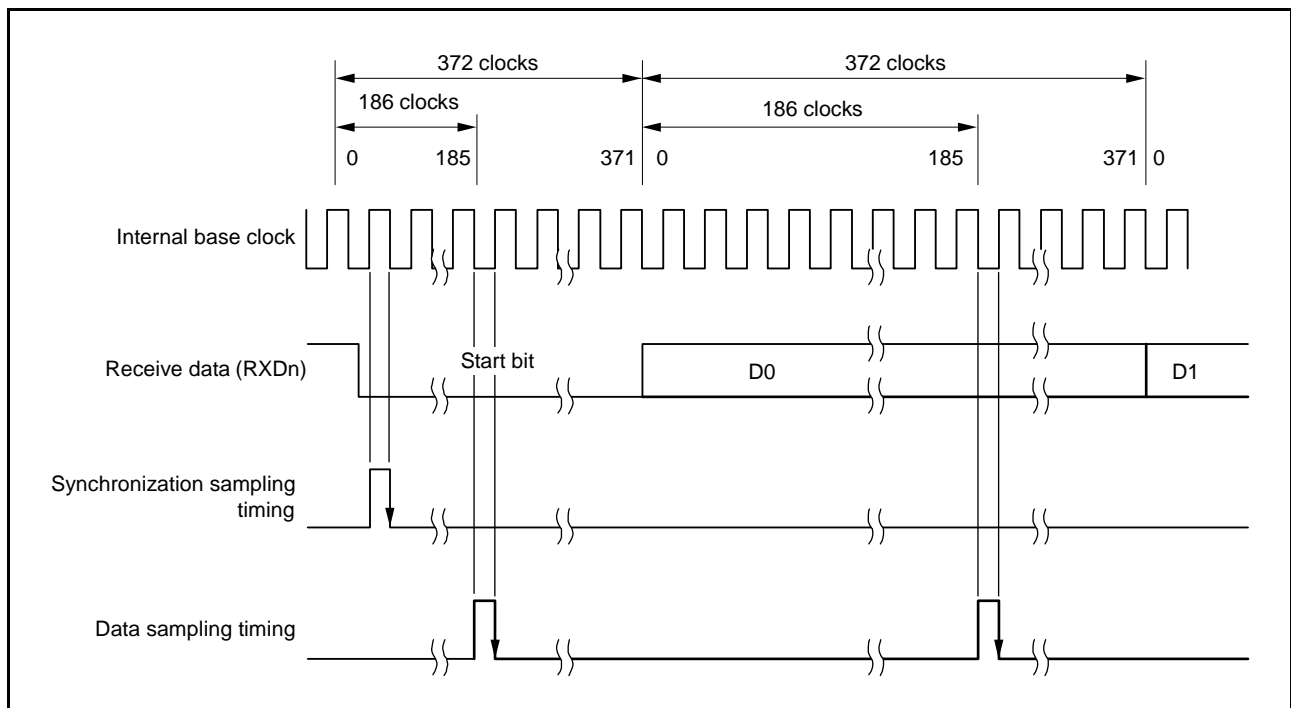 372 clocks
372 clocks
186 clocks
186 clocks
0
185
371
0
185
371
0
Internal base clock
Receive data (RXDn)
Start bit
D0
D1
Synchronization sampling
timing
Data sampling timing